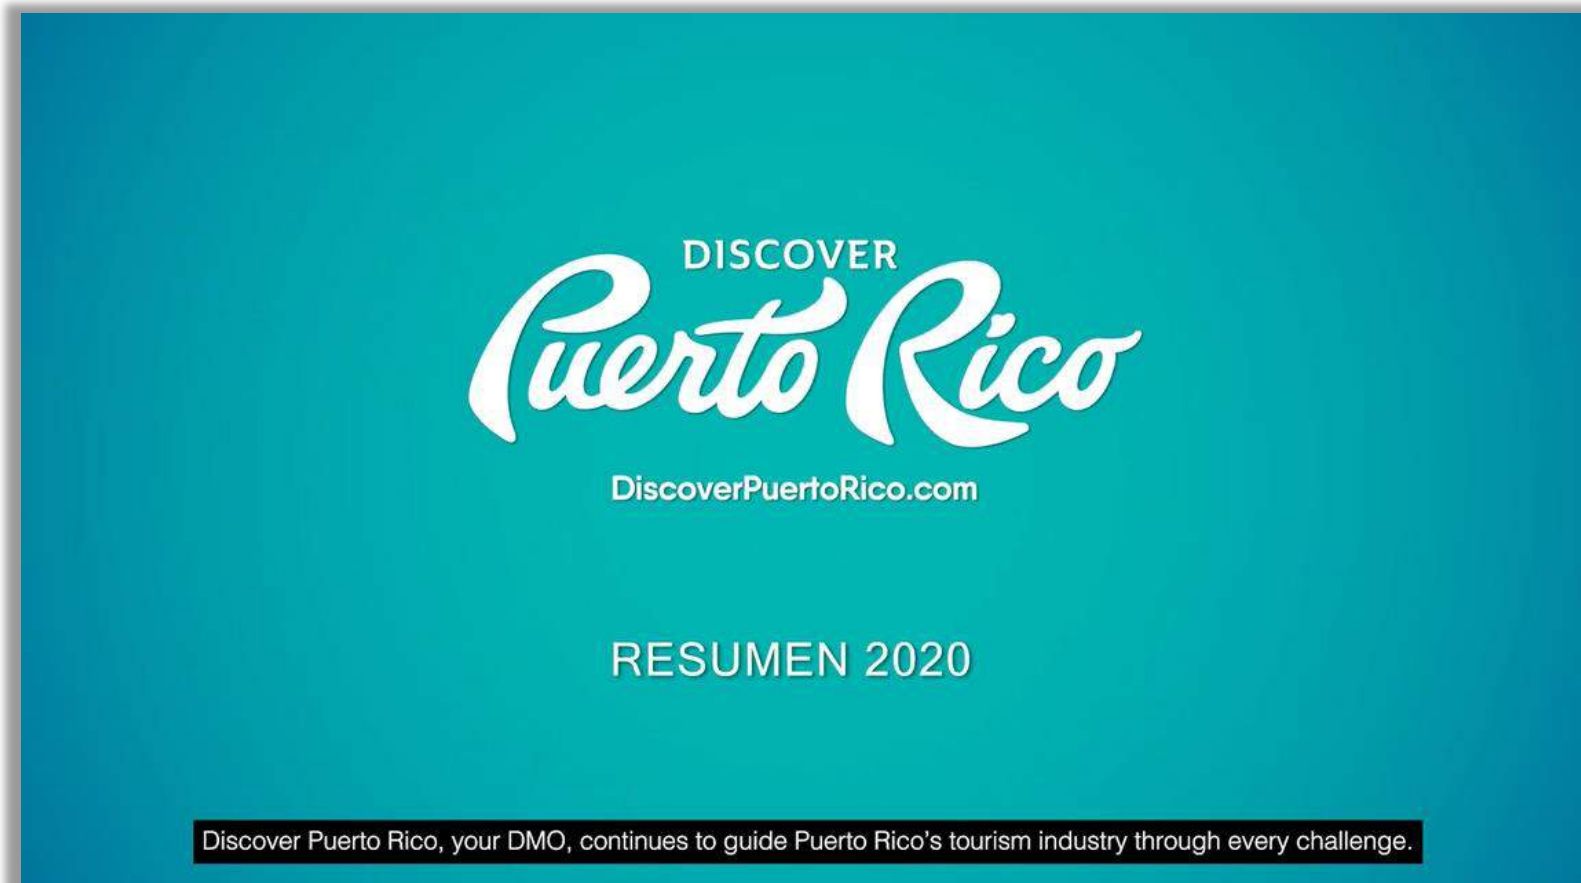 DISCOVER
Puerto Rico
DiscoverPuertoRico.com
RESUMEN 2020
Discover Puerto Rico, your DMO, continues to guide Puerto Rico's tourism industry through every challenge.